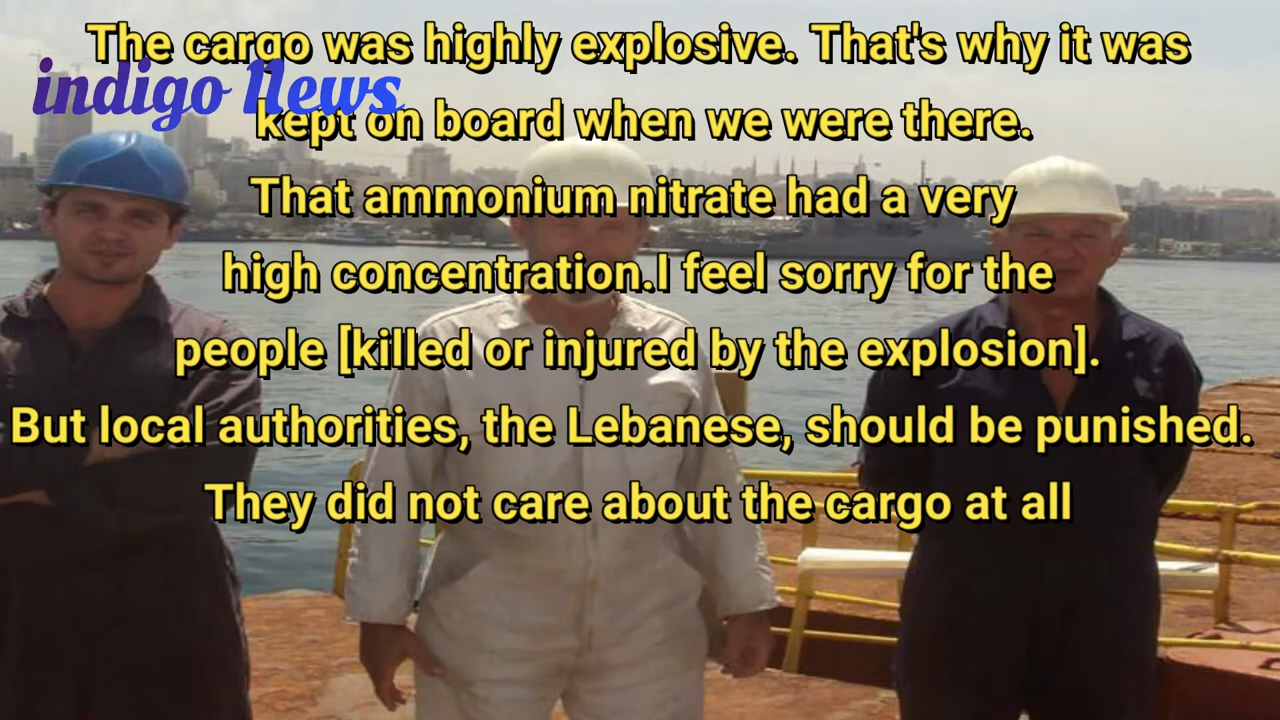 The cargo was highly explosive. That's why it was
indigo News
kept on board when we were there.
That ammonium nitrate had a very
high concentration.I feel sorry for the
people [killed or injured by the explosion].
But local authorities, the Lebanese, should be punished.
They did not care about the cargo at all